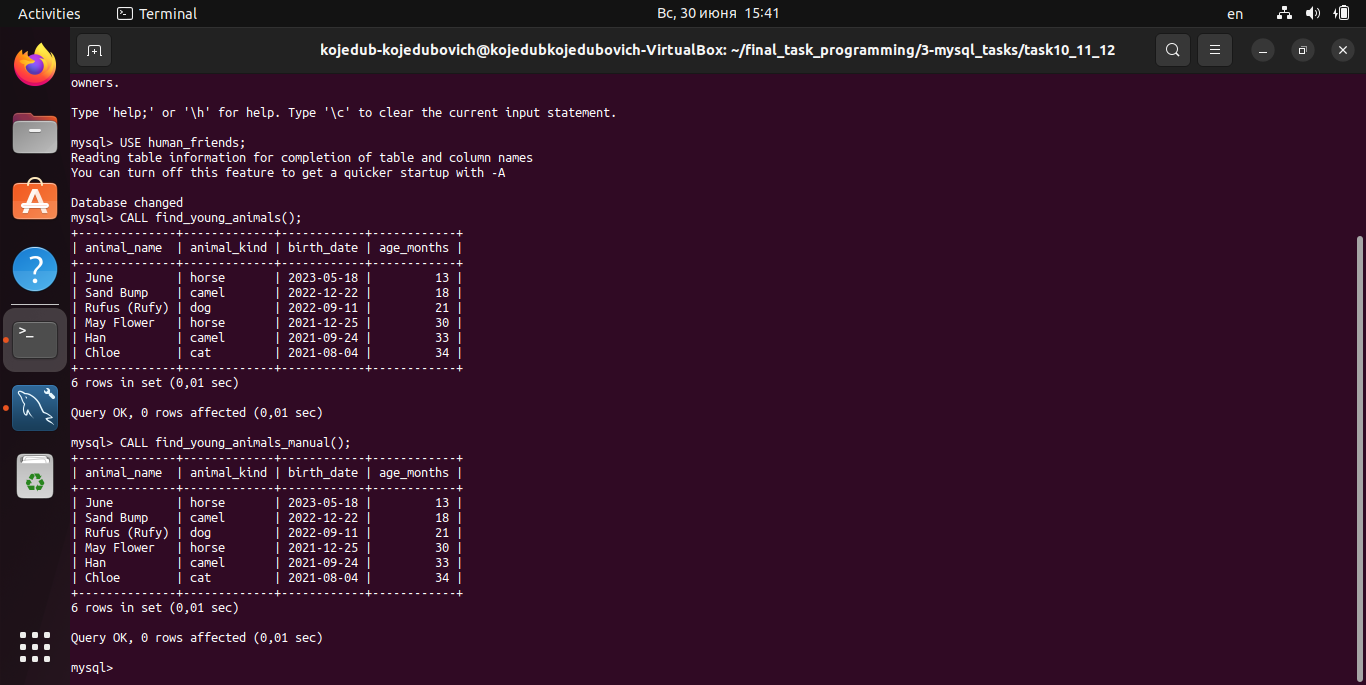 Activities Terminal Вс, 30 июня 15:41 en
kojedub-kojedubovich@kojedubkojedubovich-VirtualBox: ~/final_task_programming/3-mysql_tasks/task10_11_12
owners.
Type 'help;' or '\h' for help. Type '\c' to clear the current input statement.
mysql> USE human_friends;
Reading table information for completion of table and column names
You can turn off this feature to get a quicker startup with -A
Database changed
mysql> CALL find_young_animals();
+--------------+-------------+------------+------------+
| animal_name  | animal_kind | birth_date | age_months |
+--------------+-------------+------------+------------+
| June         | horse       | 2023-05-18 |         13 |
| Sand Bump    | camel       | 2022-12-22 |         18 |
| Rufus (Rufy) | dog         | 2022-09-11 |         21 |
| May Flower   | horse       | 2021-12-25 |         30 |
| Han          | camel       | 2021-09-24 |         33 |
| Chloe        | cat         | 2021-08-04 |         34 |
+--------------+-------------+------------+------------+
6 rows in set (0,01 sec)
Query OK, 0 rows affected (0,01 sec)
mysql> CALL find_young_animals_manual();
+--------------+-------------+------------+------------+
| animal_name  | animal_kind | birth_date | age_months |
+--------------+-------------+------------+------------+
| June         | horse       | 2023-05-18 |         13 |
| Sand Bump    | camel       | 2022-12-22 |         18 |
| Rufus (Rufy) | dog         | 2022-09-11 |         21 |
| May Flower   | horse       | 2021-12-25 |         30 |
| Han          | camel       | 2021-09-24 |         33 |
| Chloe        | cat         | 2021-08-04 |         34 |
+--------------+-------------+------------+------------+
6 rows in set (0,01 sec)
Query OK, 0 rows affected (0,01 sec)
mysql>